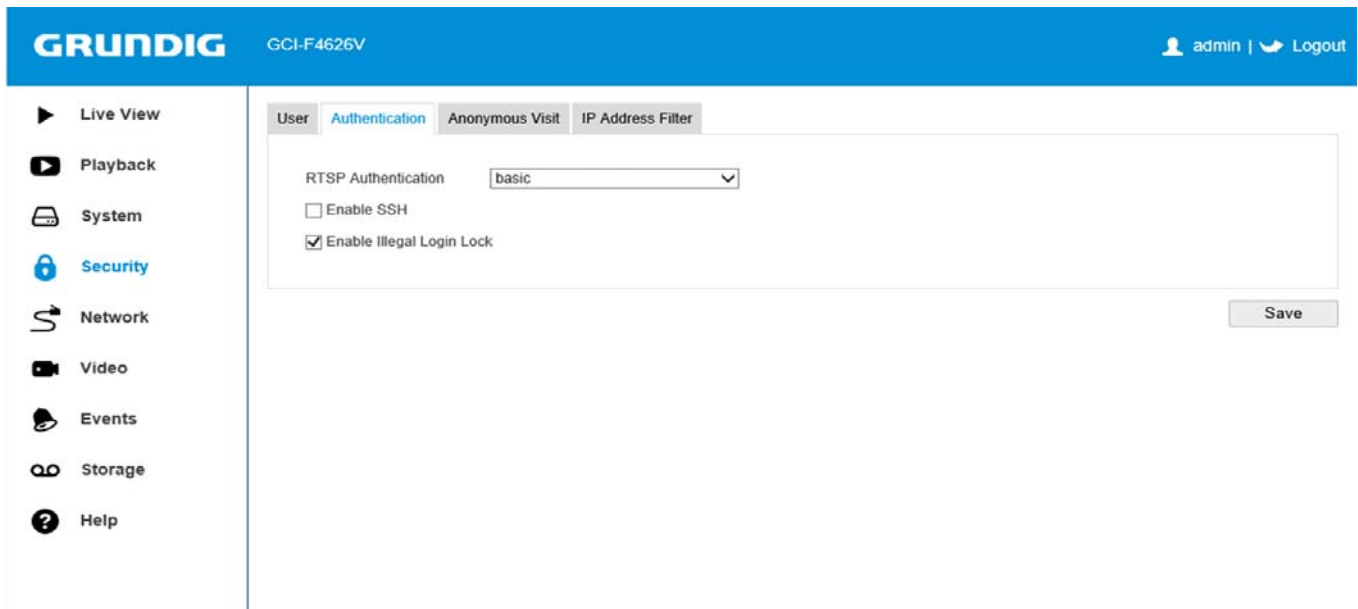 GRUNDIG GCI-F4626V admin | Logout
Live View
Playback
System
Security
Network
Video
Events
Storage
Help
User Authentication Anonymous Visit IP Address Filter
RTSP Authentication basic
Enable SSH
Enable Illegal Login Lock
Save